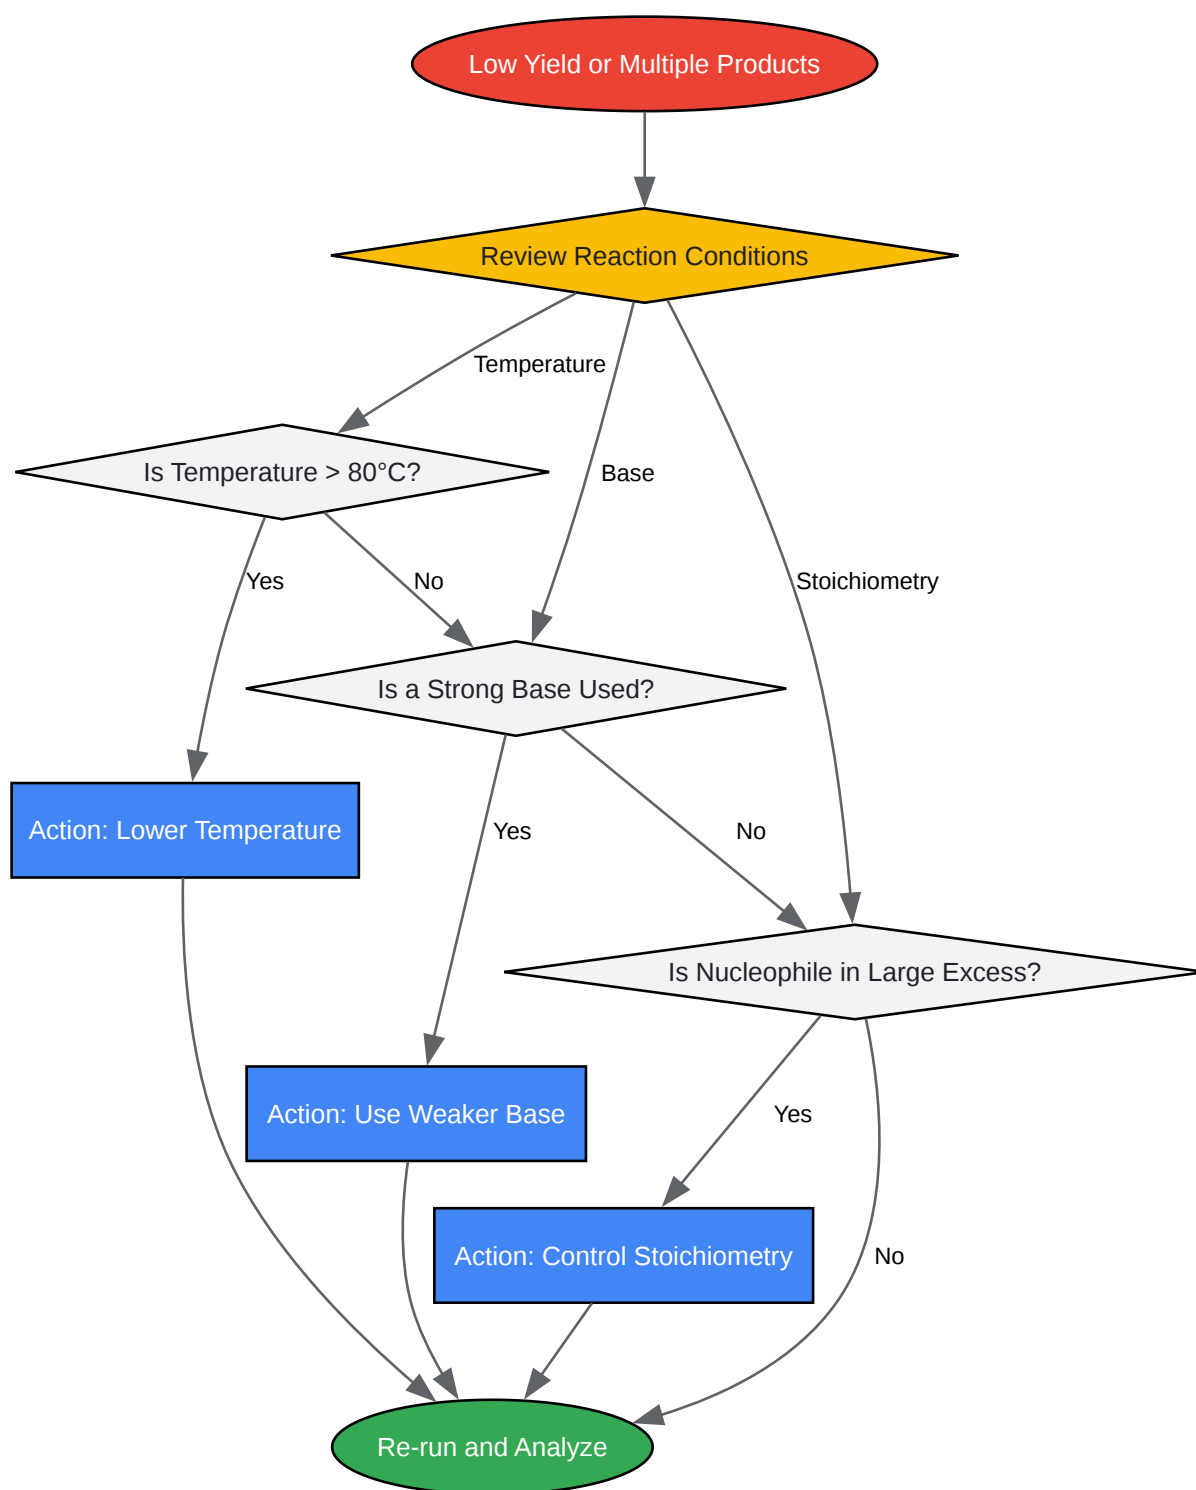 Low Yield or Multiple Products
Review Reaction Conditions
Temperature
Is Temperature > 80°C?
Base
Yes
No
Stoichiometry
Is a Strong Base Used?
Action: Lower Temperature
Yes
No
Is Nucleophile in Large Excess?
Action: Use Weaker Base
Yes
Action: Control Stoichiometry
No
Re-run and Analyze